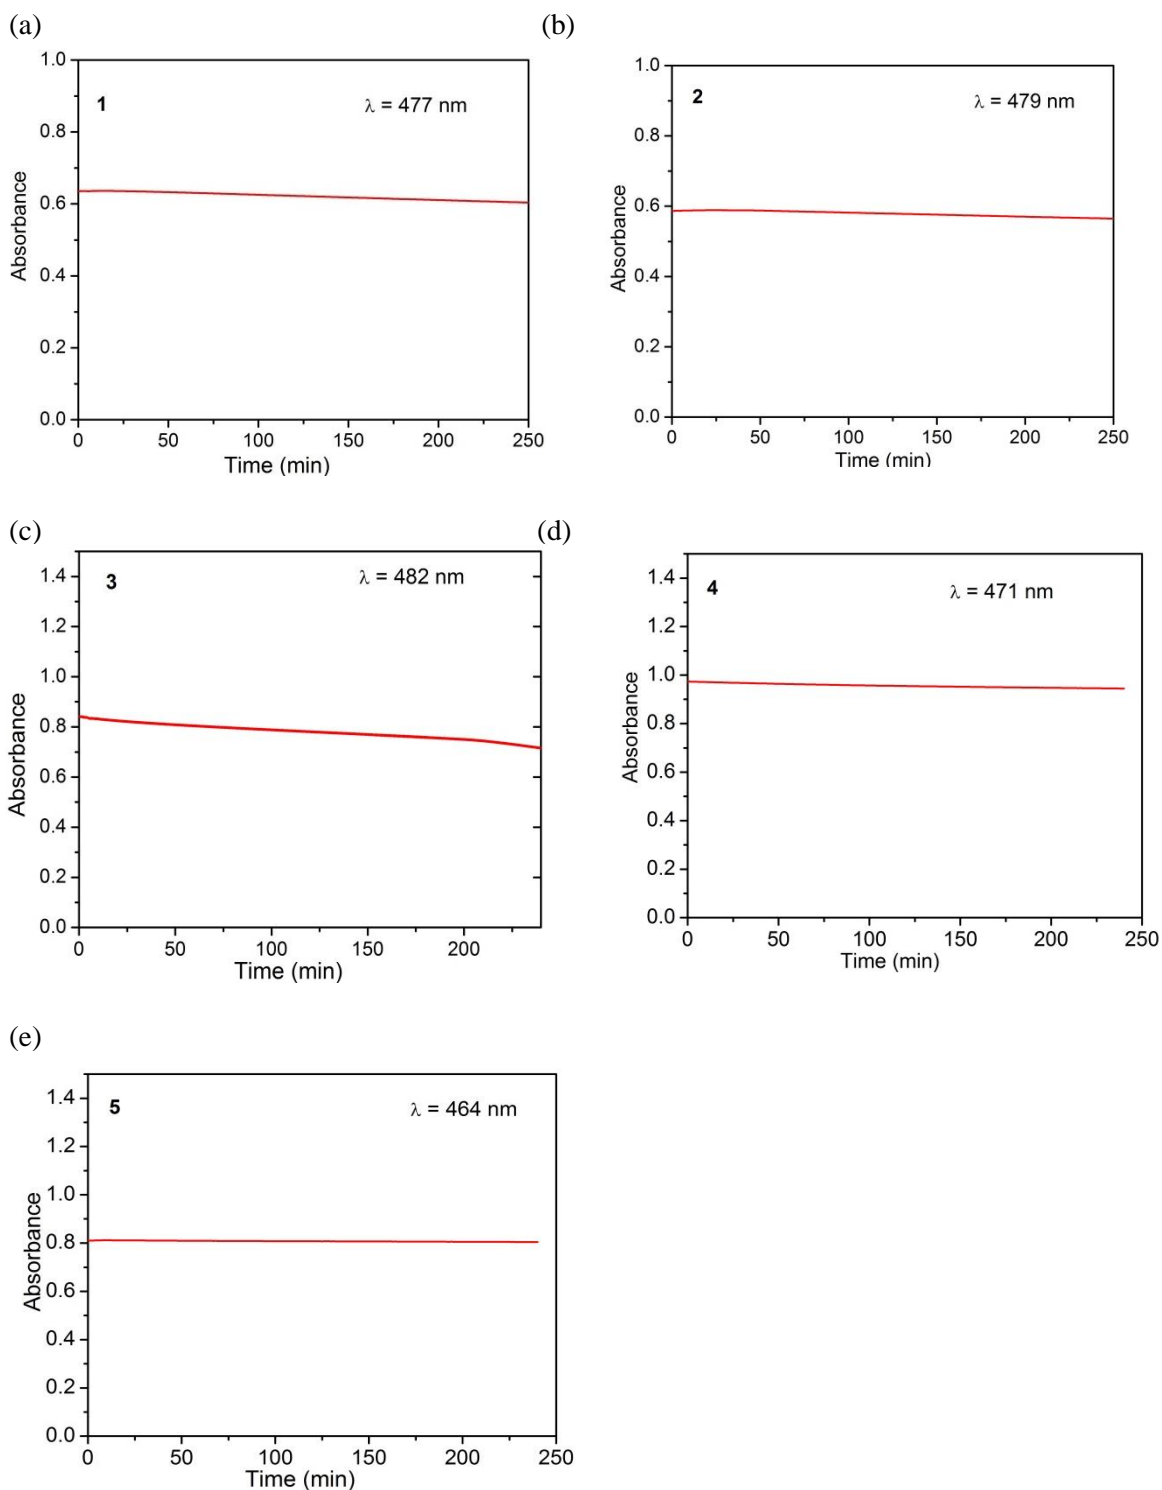 (a)
1
λ = 477 nm
1.0
0.8
0.6
0.4
0.2
0.0
Absorbance
0 50 100 150 200 250
Time (min)
(b)
2
λ = 479 nm
1.0
0.8
0.6
0.4
0.2
0.0
Absorbance
0 50 100 150 200 250
Time (min)
(c)
3
λ = 482 nm
1.4
1.2
1.0
0.8
0.6
0.4
0.2
0.0
Absorbance
0 50 100 150 200
Time (min)
(d)
4
λ = 471 nm
1.4
1.2
1.0
0.8
0.6
0.4
0.2
0.0
Absorbance
0 50 100 150 200 250
Time (min)
(e)
5
λ = 464 nm
1.4
1.2
1.0
0.8
0.6
0.4
0.2
0.0
Absorbance
0 50 100 150 200 250
Time (min)